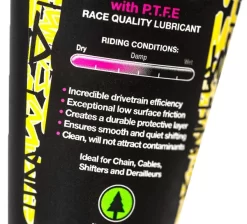 with P.T.F.E
RACE QUALITY LUBRICANT
RIDING CONDITIONS:
Dry Damp Wet
• Incredible drivetrain efficiency
• Exceptional low surface friction
• Creates a durable protective layer
• Ensures smooth and quiet shifting
• Clean, will not attract contaminants
Ideal for Chain, Cables,
Shifters and Derailleurs